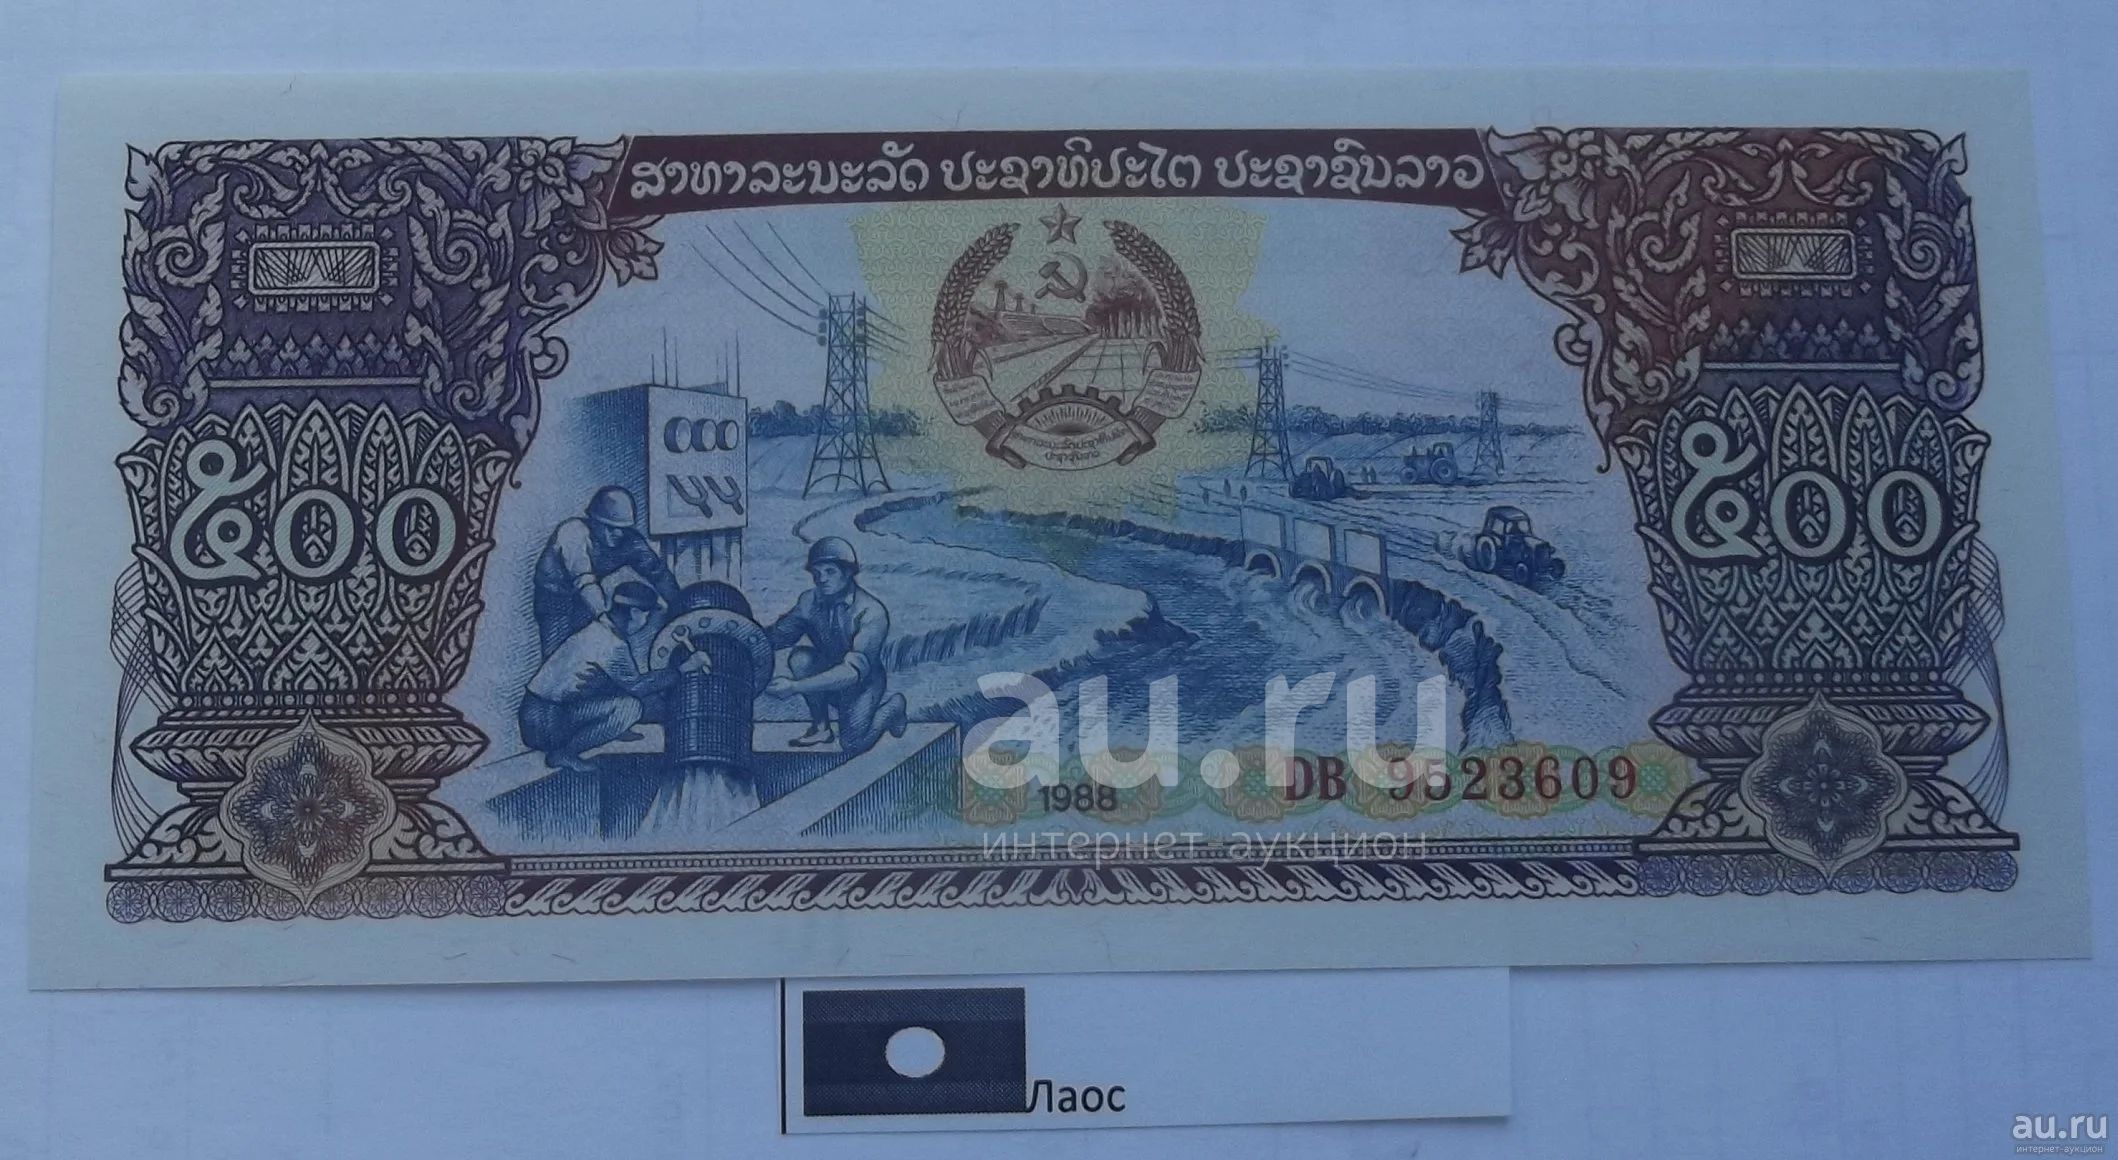 ສາທາລະນະລັດ ປະຊາທິປະໄຕ ປະຊາຊົນລາວ
໕໐໐
໕໐໐
au.ru
1988
DB 9523609
интернет-аукцион
Лаос
au.ru
интернет-аукцион